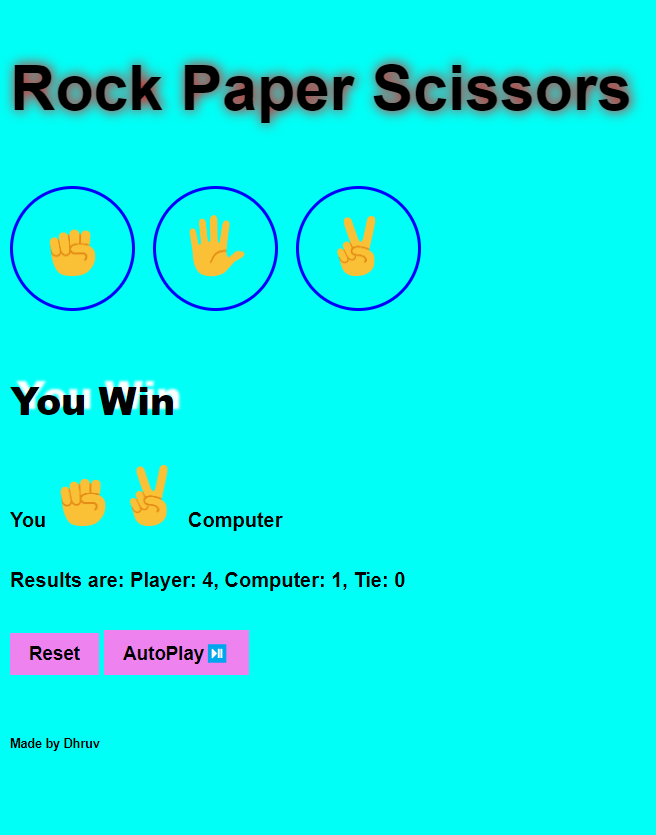 Rock Paper Scissors
You Win
You Computer
Results are: Player: 4, Computer: 1, Tie: 0
Reset AutoPlay
Made by Dhruv